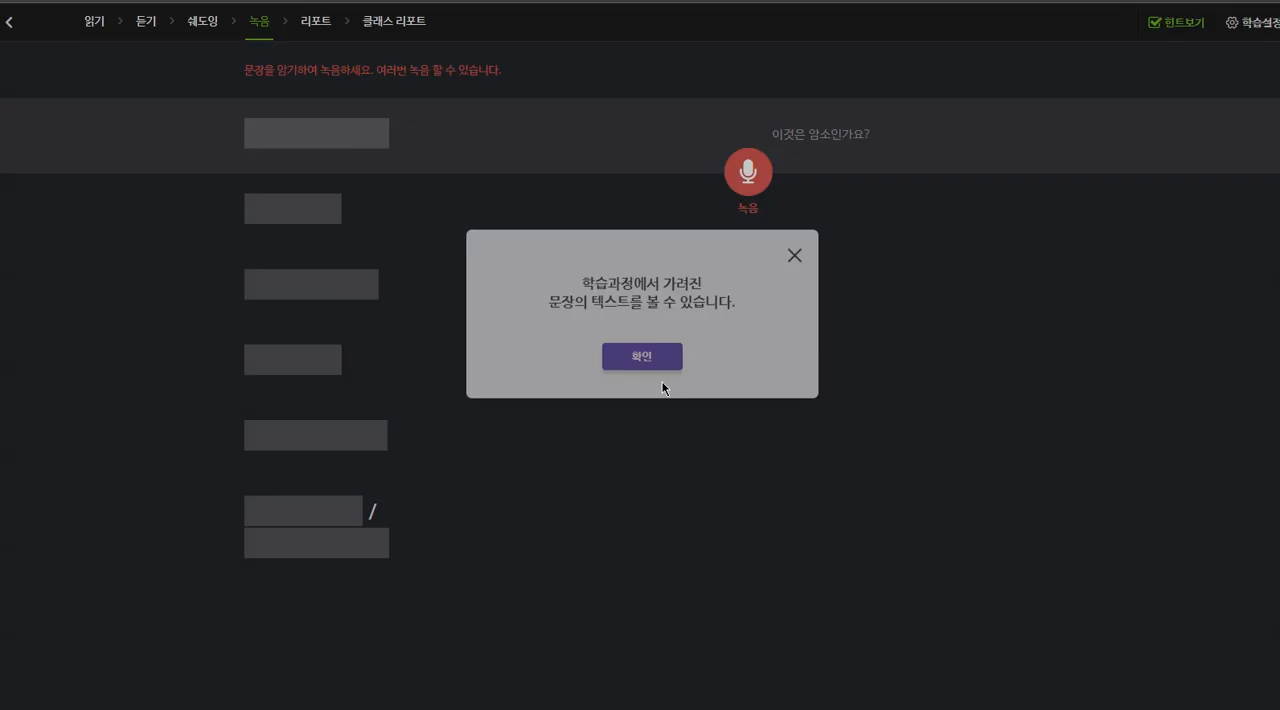 읽기 > 듣기 > 쉐도잉 > 녹음 > 리포트 > 클래스 리포트
힌트보기 학습설정
문장을 암기하여 녹음하세요. 여러번 녹음 할 수 있습니다.
이것은 암소인가요?
녹음
학습과정에서 가려진
문장의 텍스트를 볼 수 있습니다.
확인
/